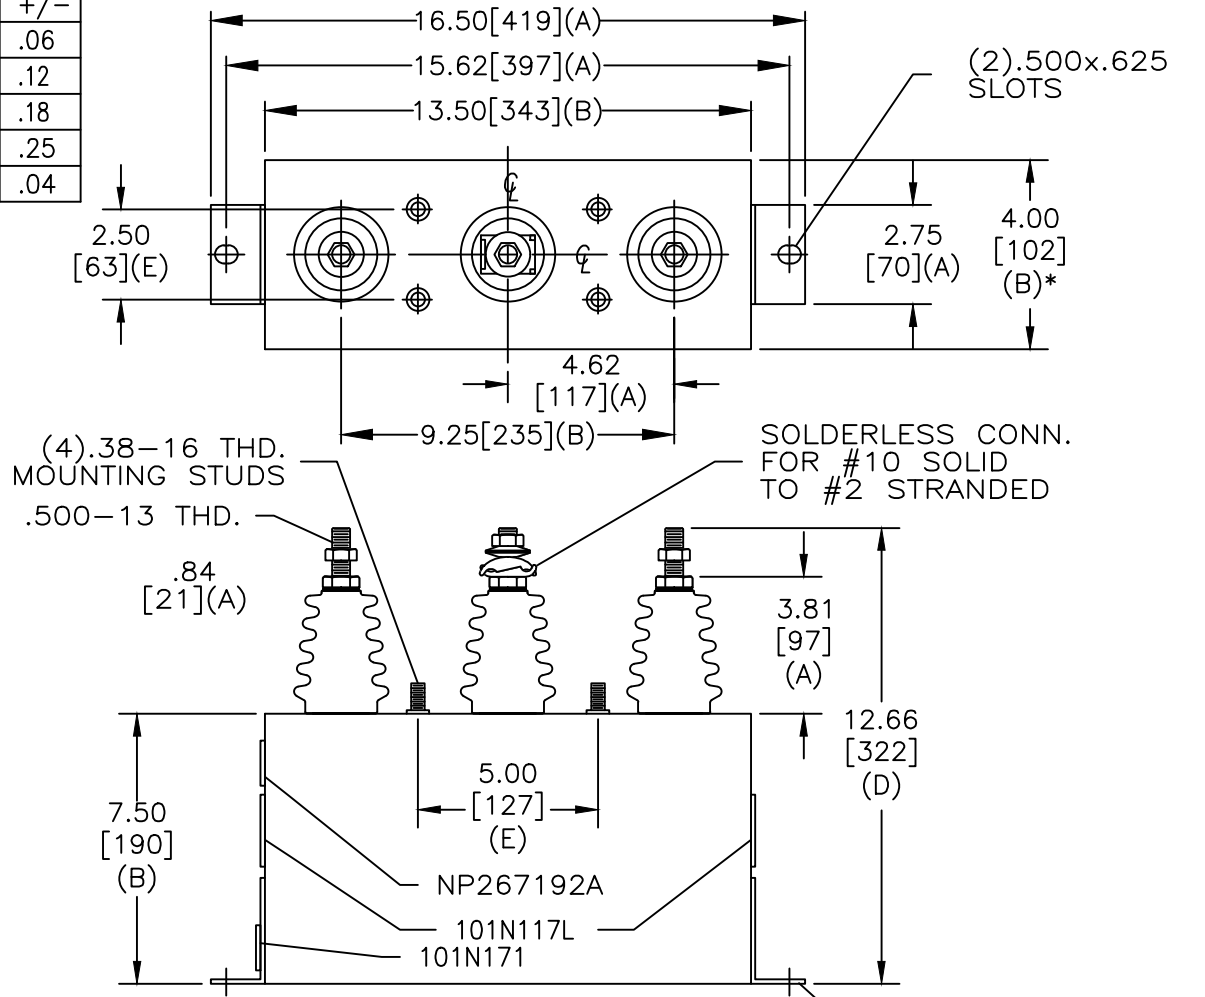 +/-
.06
.12
.18
.25
.04
16.50[419](A)
15.62[397](A)
13.50[343](B)
(2).500x.625
SLOTS
2.50
[63](E)
℄
℄
2.75
[70](A)
4.00
[102]
(B)*
4.62
[117](A)
9.25[235](B)
(4).38-16 THD.
MOUNTING STUDS
.500-13 THD.
SOLDERLESS CONN.
FOR #10 SOLID
TO #2 STRANDED
.84
[21](A)
3.81
[97]
(A)
12.66
[322]
(D)
5.00
[127]
(E)
7.50
[190]
(B)
NP267192A
101N117L
101N171